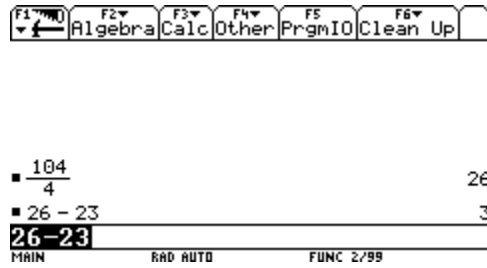 F1 F2 F3 F4 F5 F6
Algebra Calc Other PrgmIO Clean Up
104
4
26
26 - 23
3
26-23
MAIN RAD AUTO FUNC 2/99